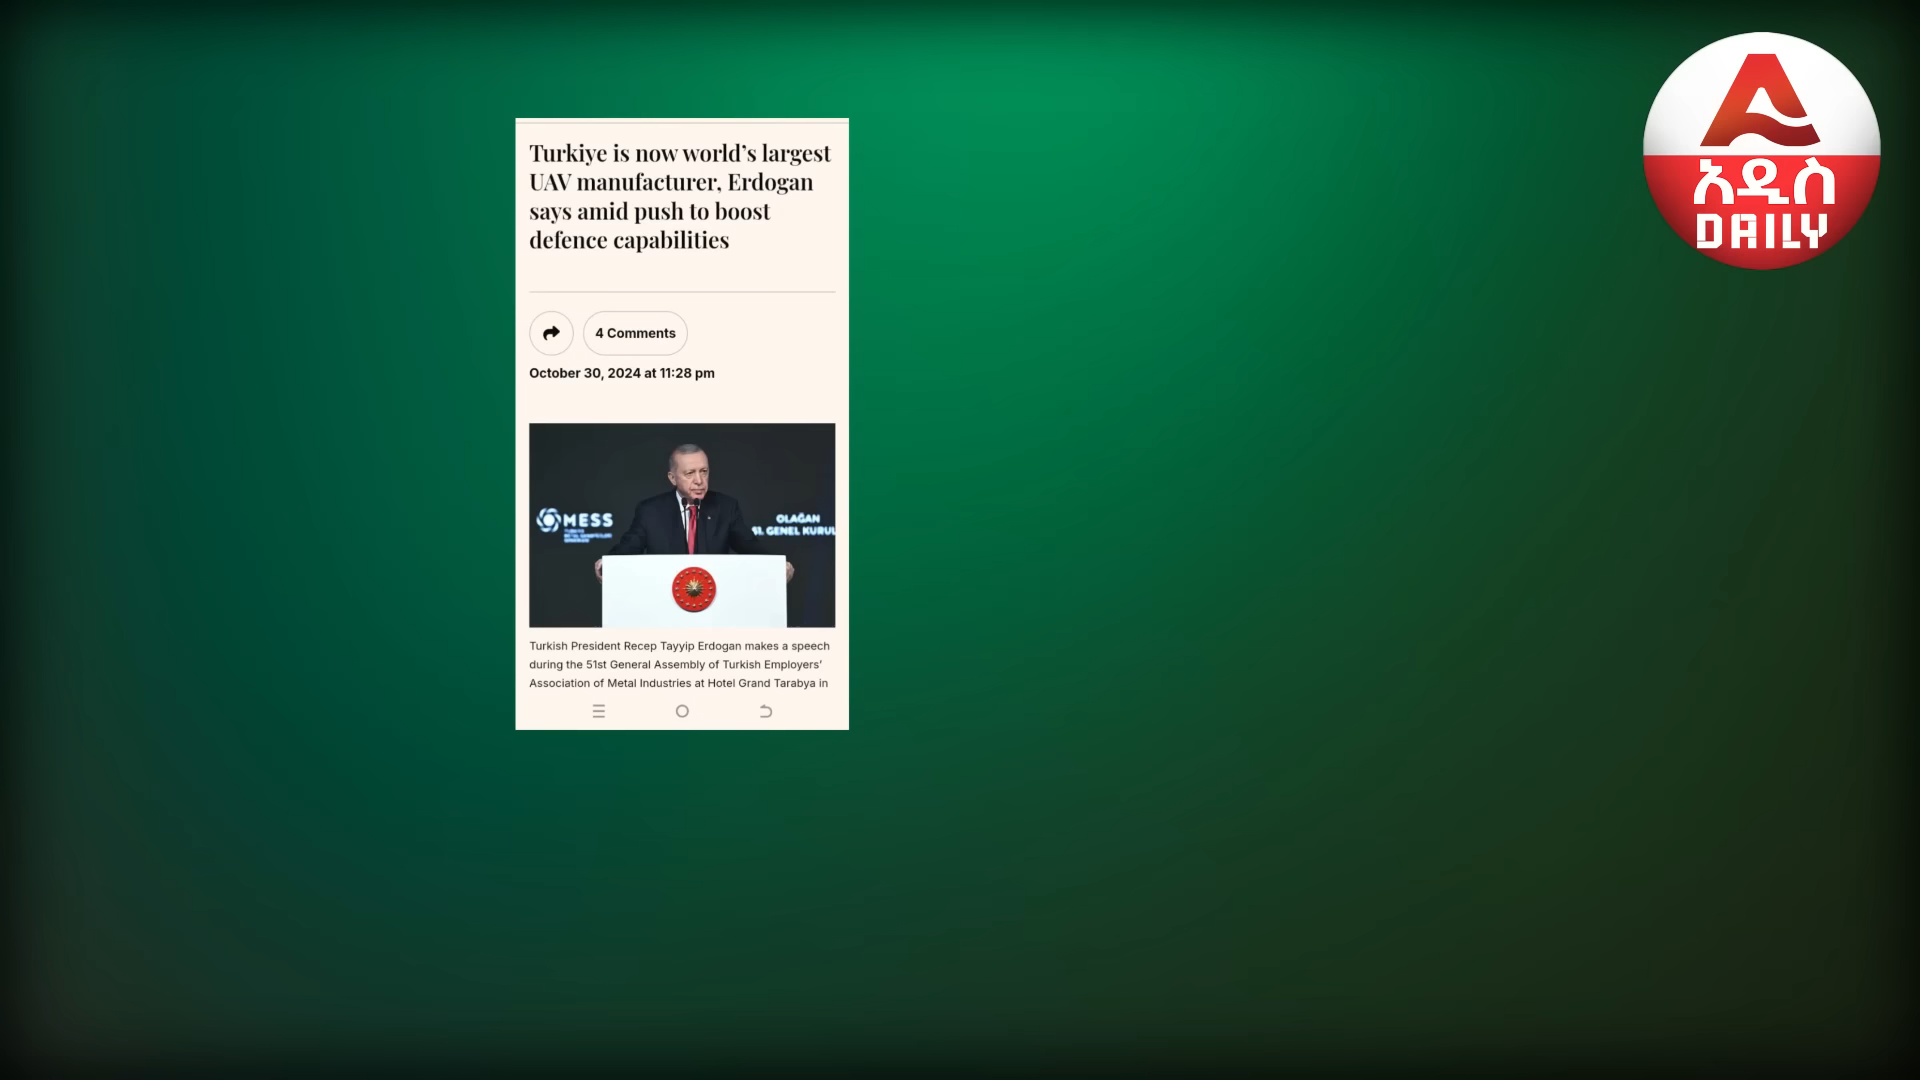 Turkiye is now world’s largest
UAV manufacturer, Erdogan
says amid push to boost
defence capabilities
4 Comments
October 30, 2024 at 11:28 pm
MESS
OLAĞAN
51. GENEL KURUL
Turkish President Recep Tayyip Erdogan makes a speech
during the 51st General Assembly of Turkish Employers’
Association of Metal Industries at Hotel Grand Tarabya in
አዲስ
DAILY